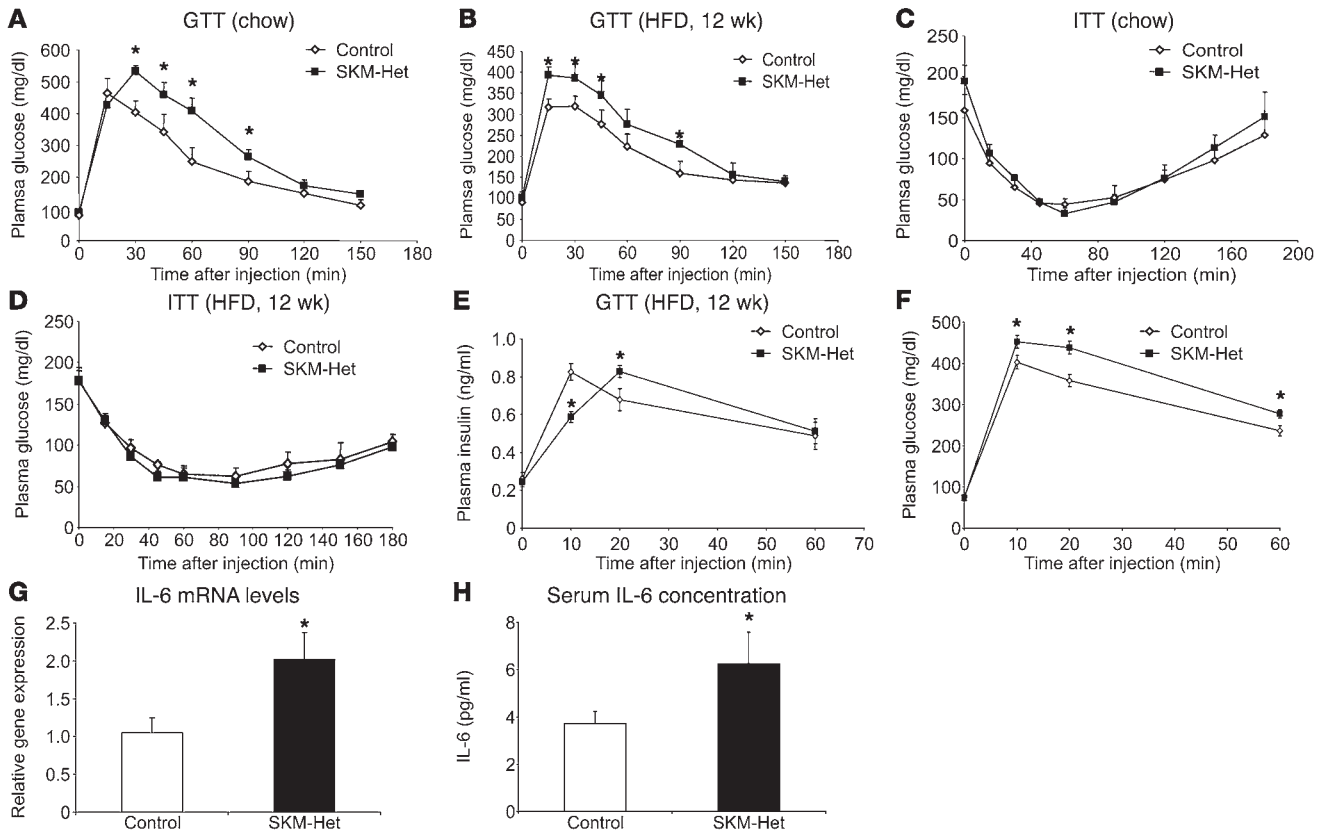 A GTT (chow)
Plamsa glucose (mg/dl)
600
500
400
300
200
100
0
* * * *
Control
SKM-Het
0 30 60 90 120 150 180
Time after injection (min)
B GTT (HFD, 12 wk)
Plamsa glucose (mg/dl)
450
400
350
300
250
200
150
100
50
0
* * * *
Control
SKM-Het
0 30 60 90 120 150 180
Time after injection (min)
C ITT (chow)
Plamsa glucose (mg/dl)
250
200
150
100
50
0
Control
SKM-Het
0 40 80 120 160 200
Time after injection (min)
D ITT (HFD, 12 wk)
Plasma glucose (mg/dl)
250
200
150
100
50
0
Control
SKM-Het
0 20 40 60 80 100 120 140 160 180
Time after injection (min)
E GTT (HFD, 12 wk)
Plasma insulin (ng/ml)
1.0
0.8
0.6
0.4
0.2
0
* *
Control
SKM-Het
0 10 20 30 40 50 60 70
Time after injection (min)
F
Plasma glucose (mg/dl)
500
400
300
200
100
0
* * *
Control
SKM-Het
0 10 20 30 40 50 60
Time after injection (min)
G IL-6 mRNA levels
Relative gene expression
2.5
2.0
1.5
1.0
0.5
0
*
Control SKM-Het
H Serum IL-6 concentration
IL-6 (pg/ml)
8
6
4
2
0
*
Control SKM-Het